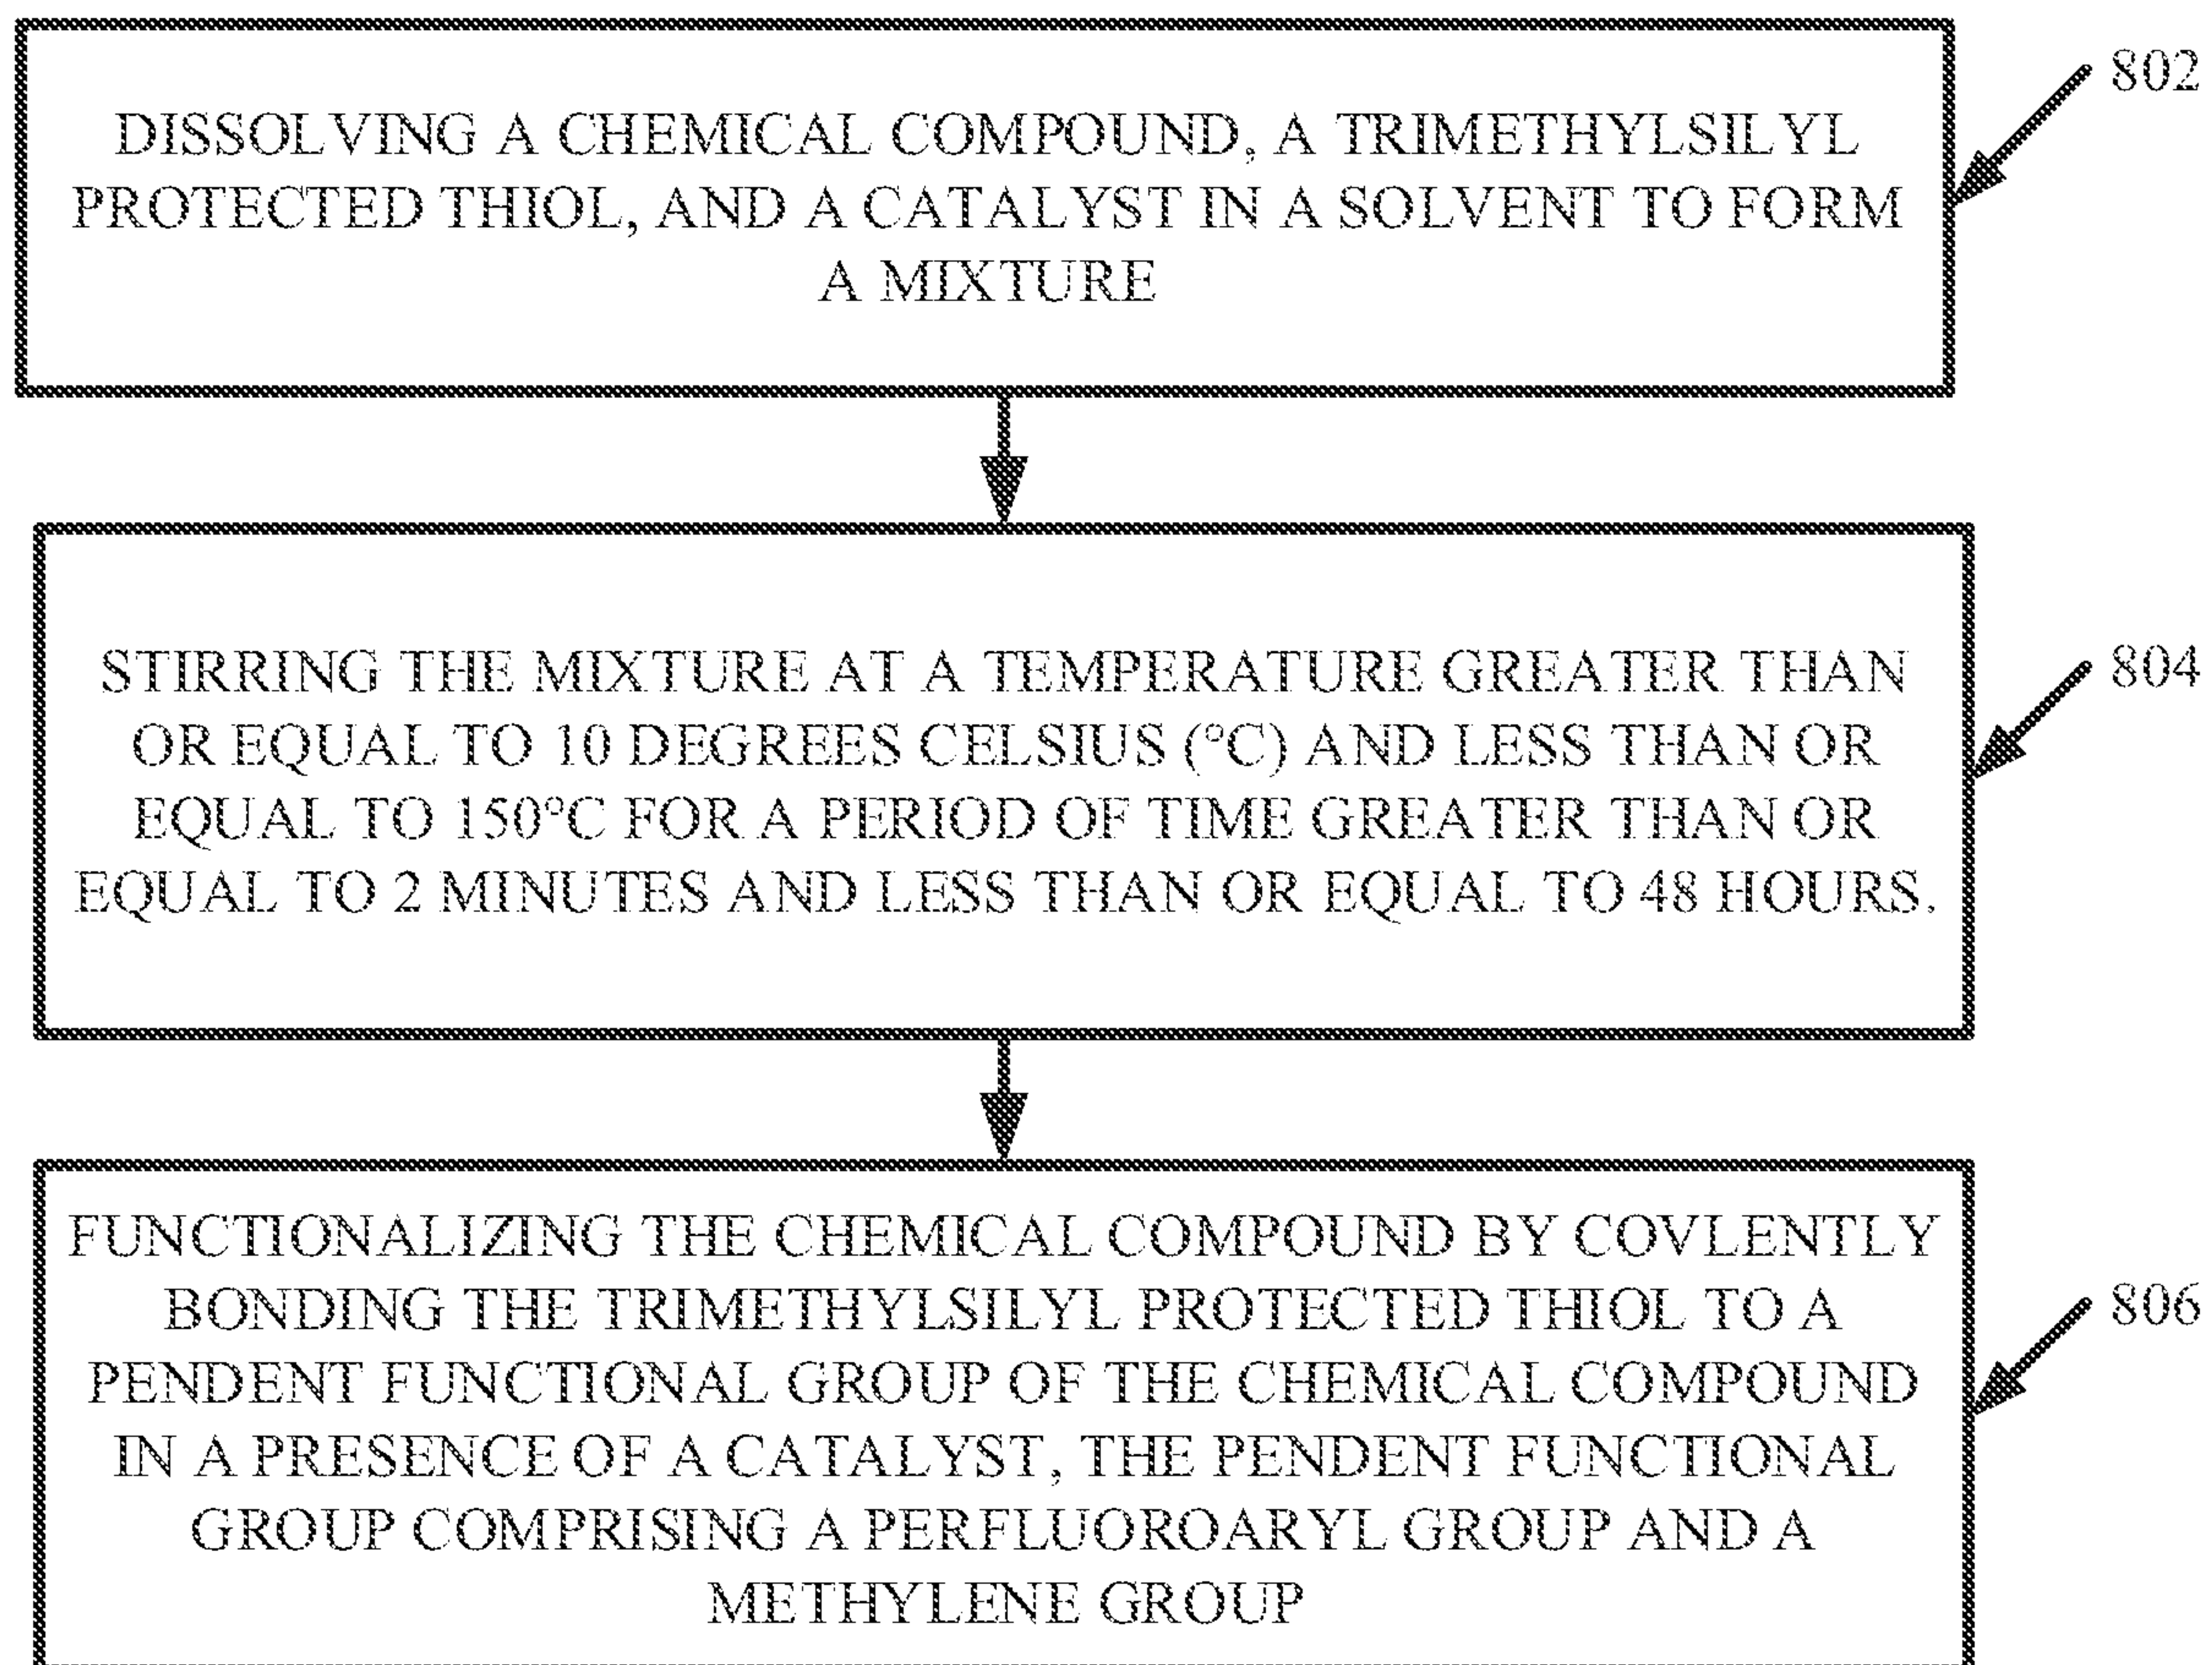 802
DISSOLVING A CHEMICAL COMPOUND, A TRIMETHYLSILYL
PROTECTED THIOL, AND A CATALYST IN A SOLVENT TO FORM
A MIXTURE
804
STIRRING THE MIXTURE AT A TEMPERATURE GREATER THAN
OR EQUAL TO 10 DEGREES CELSIUS (°C) AND LESS THAN OR
EQUAL TO 150°C FOR A PERIOD OF TIME GREATER THAN OR
EQUAL TO 2 MINUTES AND LESS THAN OR EQUAL TO 48 HOURS.
806
FUNCTIONALIZING THE CHEMICAL COMPOUND BY COVLENTLY
BONDING THE TRIMETHYLSILYL PROTECTED THIOL TO A
PENDENT FUNCTIONAL GROUP OF THE CHEMICAL COMPOUND
IN A PRESENCE OF A CATALYST, THE PENDENT FUNCTIONAL
GROUP COMPRISING A PERFLUOROARYL GROUP AND A
METHYLENE GROUP